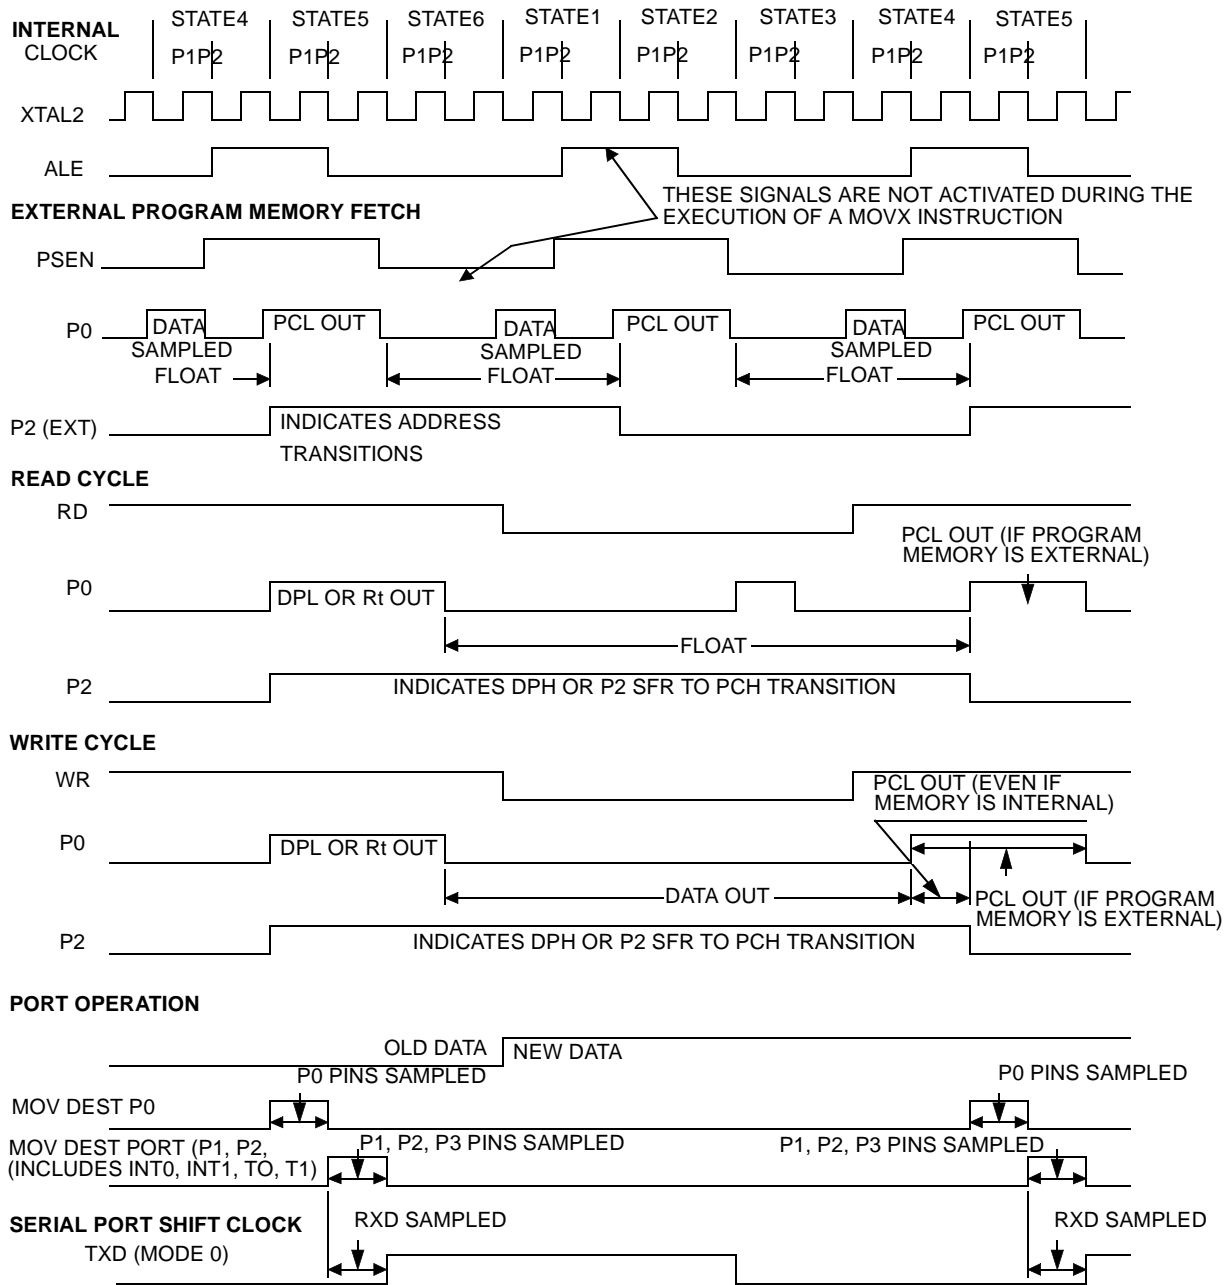 INTERNAL
CLOCK
STATE4 STATE5 STATE6 STATE1 STATE2 STATE3 STATE4 STATE5
P1P2 P1P2 P1P2 P1P2 P1P2 P1P2 P1P2 P1P2
XTAL2
ALE
THESE SIGNALS ARE NOT ACTIVATED DURING THE
EXECUTION OF A MOVX INSTRUCTION
EXTERNAL PROGRAM MEMORY FETCH
PSEN
P0
DATA PCL OUT DATA PCL OUT DATA PCL OUT
SAMPLED SAMPLED SAMPLED
FLOAT FLOAT FLOAT
P2 (EXT)
INDICATES ADDRESS
TRANSITIONS
READ CYCLE
RD
PCL OUT (IF PROGRAM
MEMORY IS EXTERNAL)
P0
DPL OR Rt OUT
FLOAT
P2
INDICATES DPH OR P2 SFR TO PCH TRANSITION
WRITE CYCLE
WR
PCL OUT (EVEN IF
MEMORY IS INTERNAL)
P0
DPL OR Rt OUT
DATA OUT
PCL OUT (IF PROGRAM
MEMORY IS EXTERNAL)
P2
INDICATES DPH OR P2 SFR TO PCH TRANSITION
PORT OPERATION
OLD DATA NEW DATA
P0 PINS SAMPLED P0 PINS SAMPLED
MOV DEST P0
MOV DEST PORT (P1, P2,
(INCLUDES INT0, INT1, TO, T1)
P1, P2, P3 PINS SAMPLED P1, P2, P3 PINS SAMPLED
SERIAL PORT SHIFT CLOCK
RXD SAMPLED RXD SAMPLED
TXD (MODE 0)